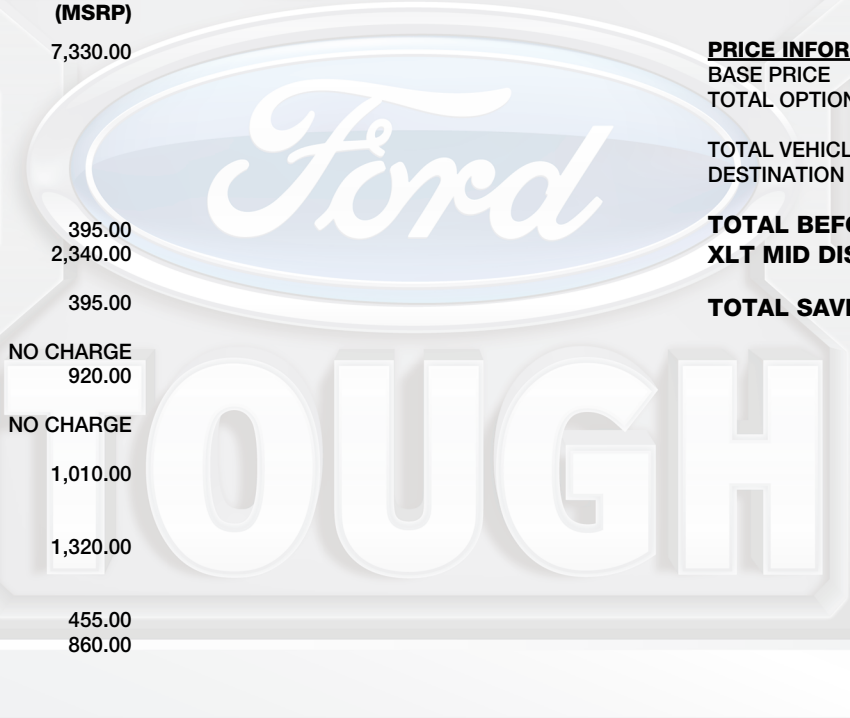 (MSRP)
7,330.00
395.00
2,340.00
395.00
NO CHARGE
920.00
NO CHARGE
1,010.00
1,320.00
455.00
860.00
PRICE INFOR
BASE PRICE
TOTAL OPTION
TOTAL VEHICL
DESTINATION
TOTAL BEFO
XLT MID DIS
TOTAL SAVI
Ford
TOUGH